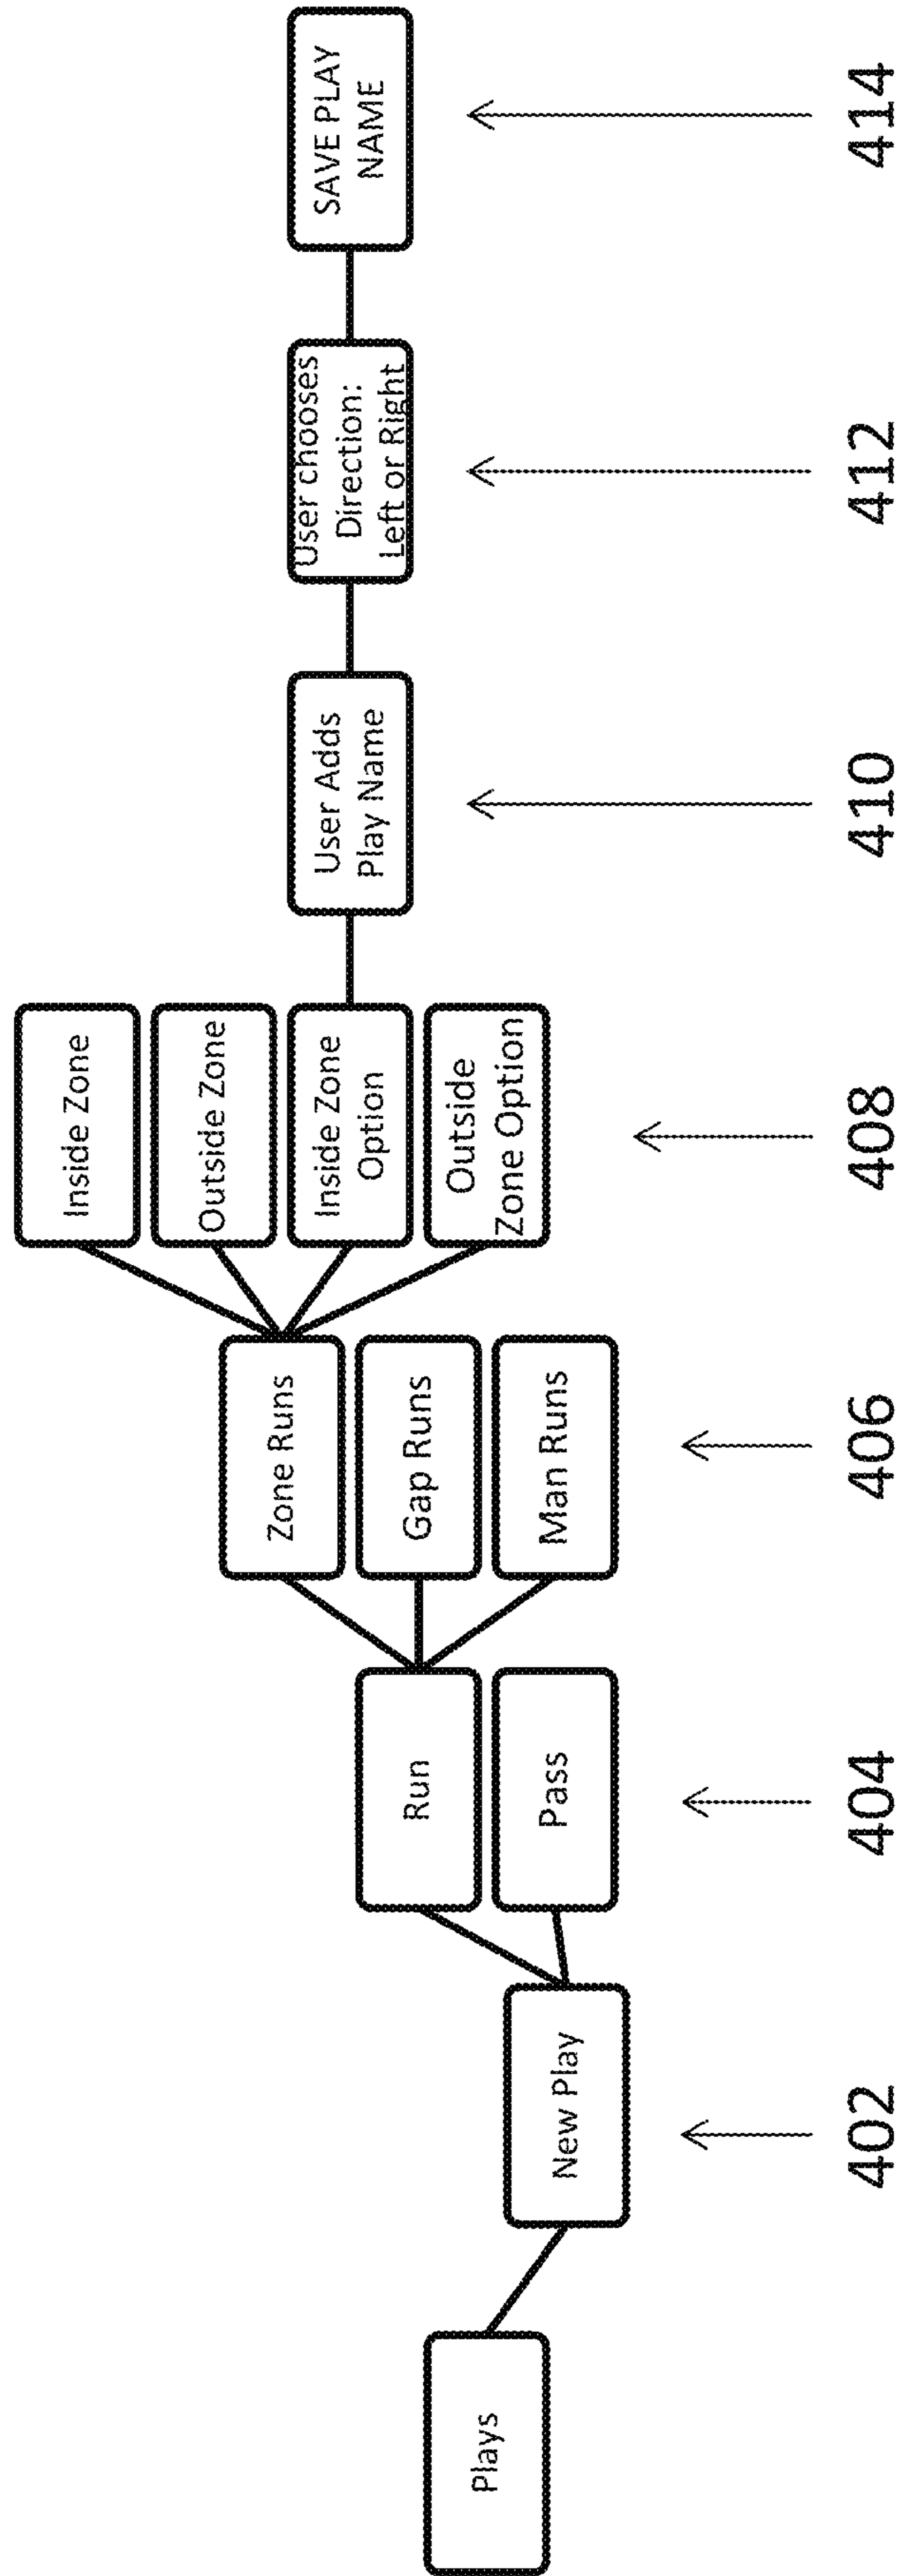 Plays
New Play
Run
Pass
Zone Runs
Gap Runs
Man Runs
Inside Zone
Outside Zone
Inside Zone
Option
Outside
Zone Option
User Adds
Play Name
User chooses
Direction:
Left or Right
SAVE PLAY
NAME
402
404
406
408
410
412
414